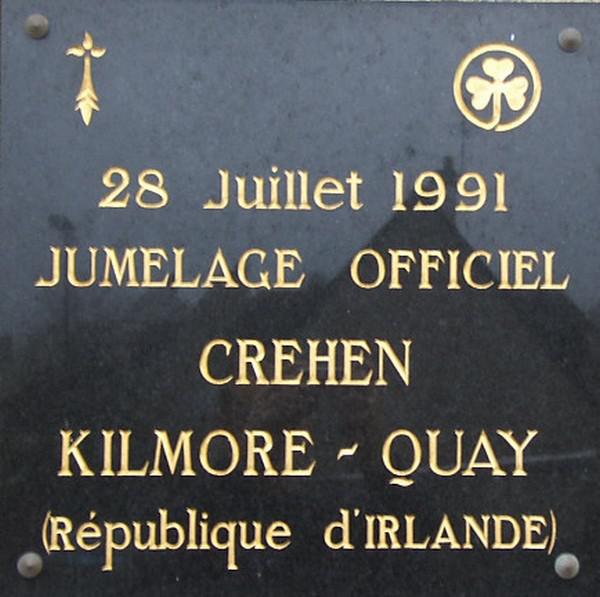 28 Juillet 1991
JUMELAGE OFFICIEL
CREHEN
KILMORE - QUAY
(République d'IRLANDE)